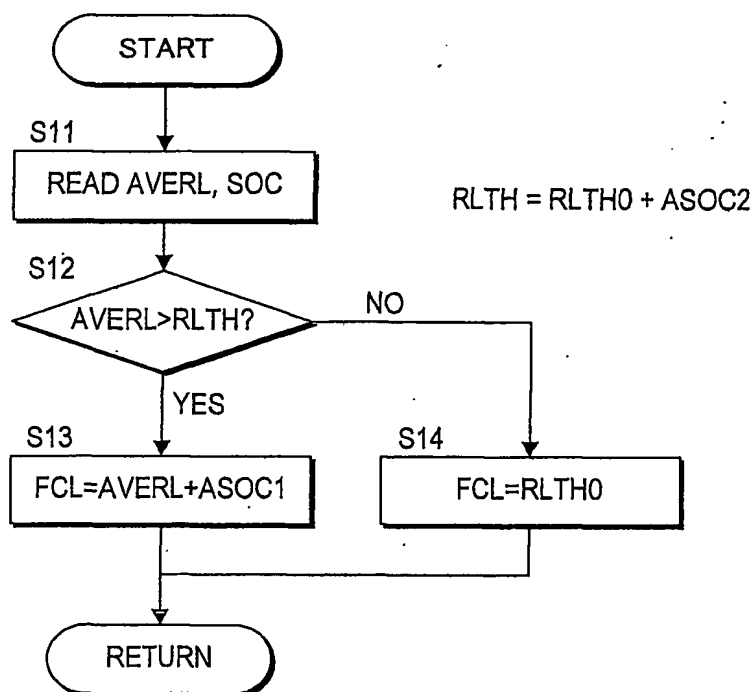 START
S11
READ AVERL, SOC
RLTH = RLTH0 + ASOC2
S12
AVERL>RLTH?
NO
YES
S13
FCL=AVERL+ASOC1
S14
FCL=RLTH0
RETURN